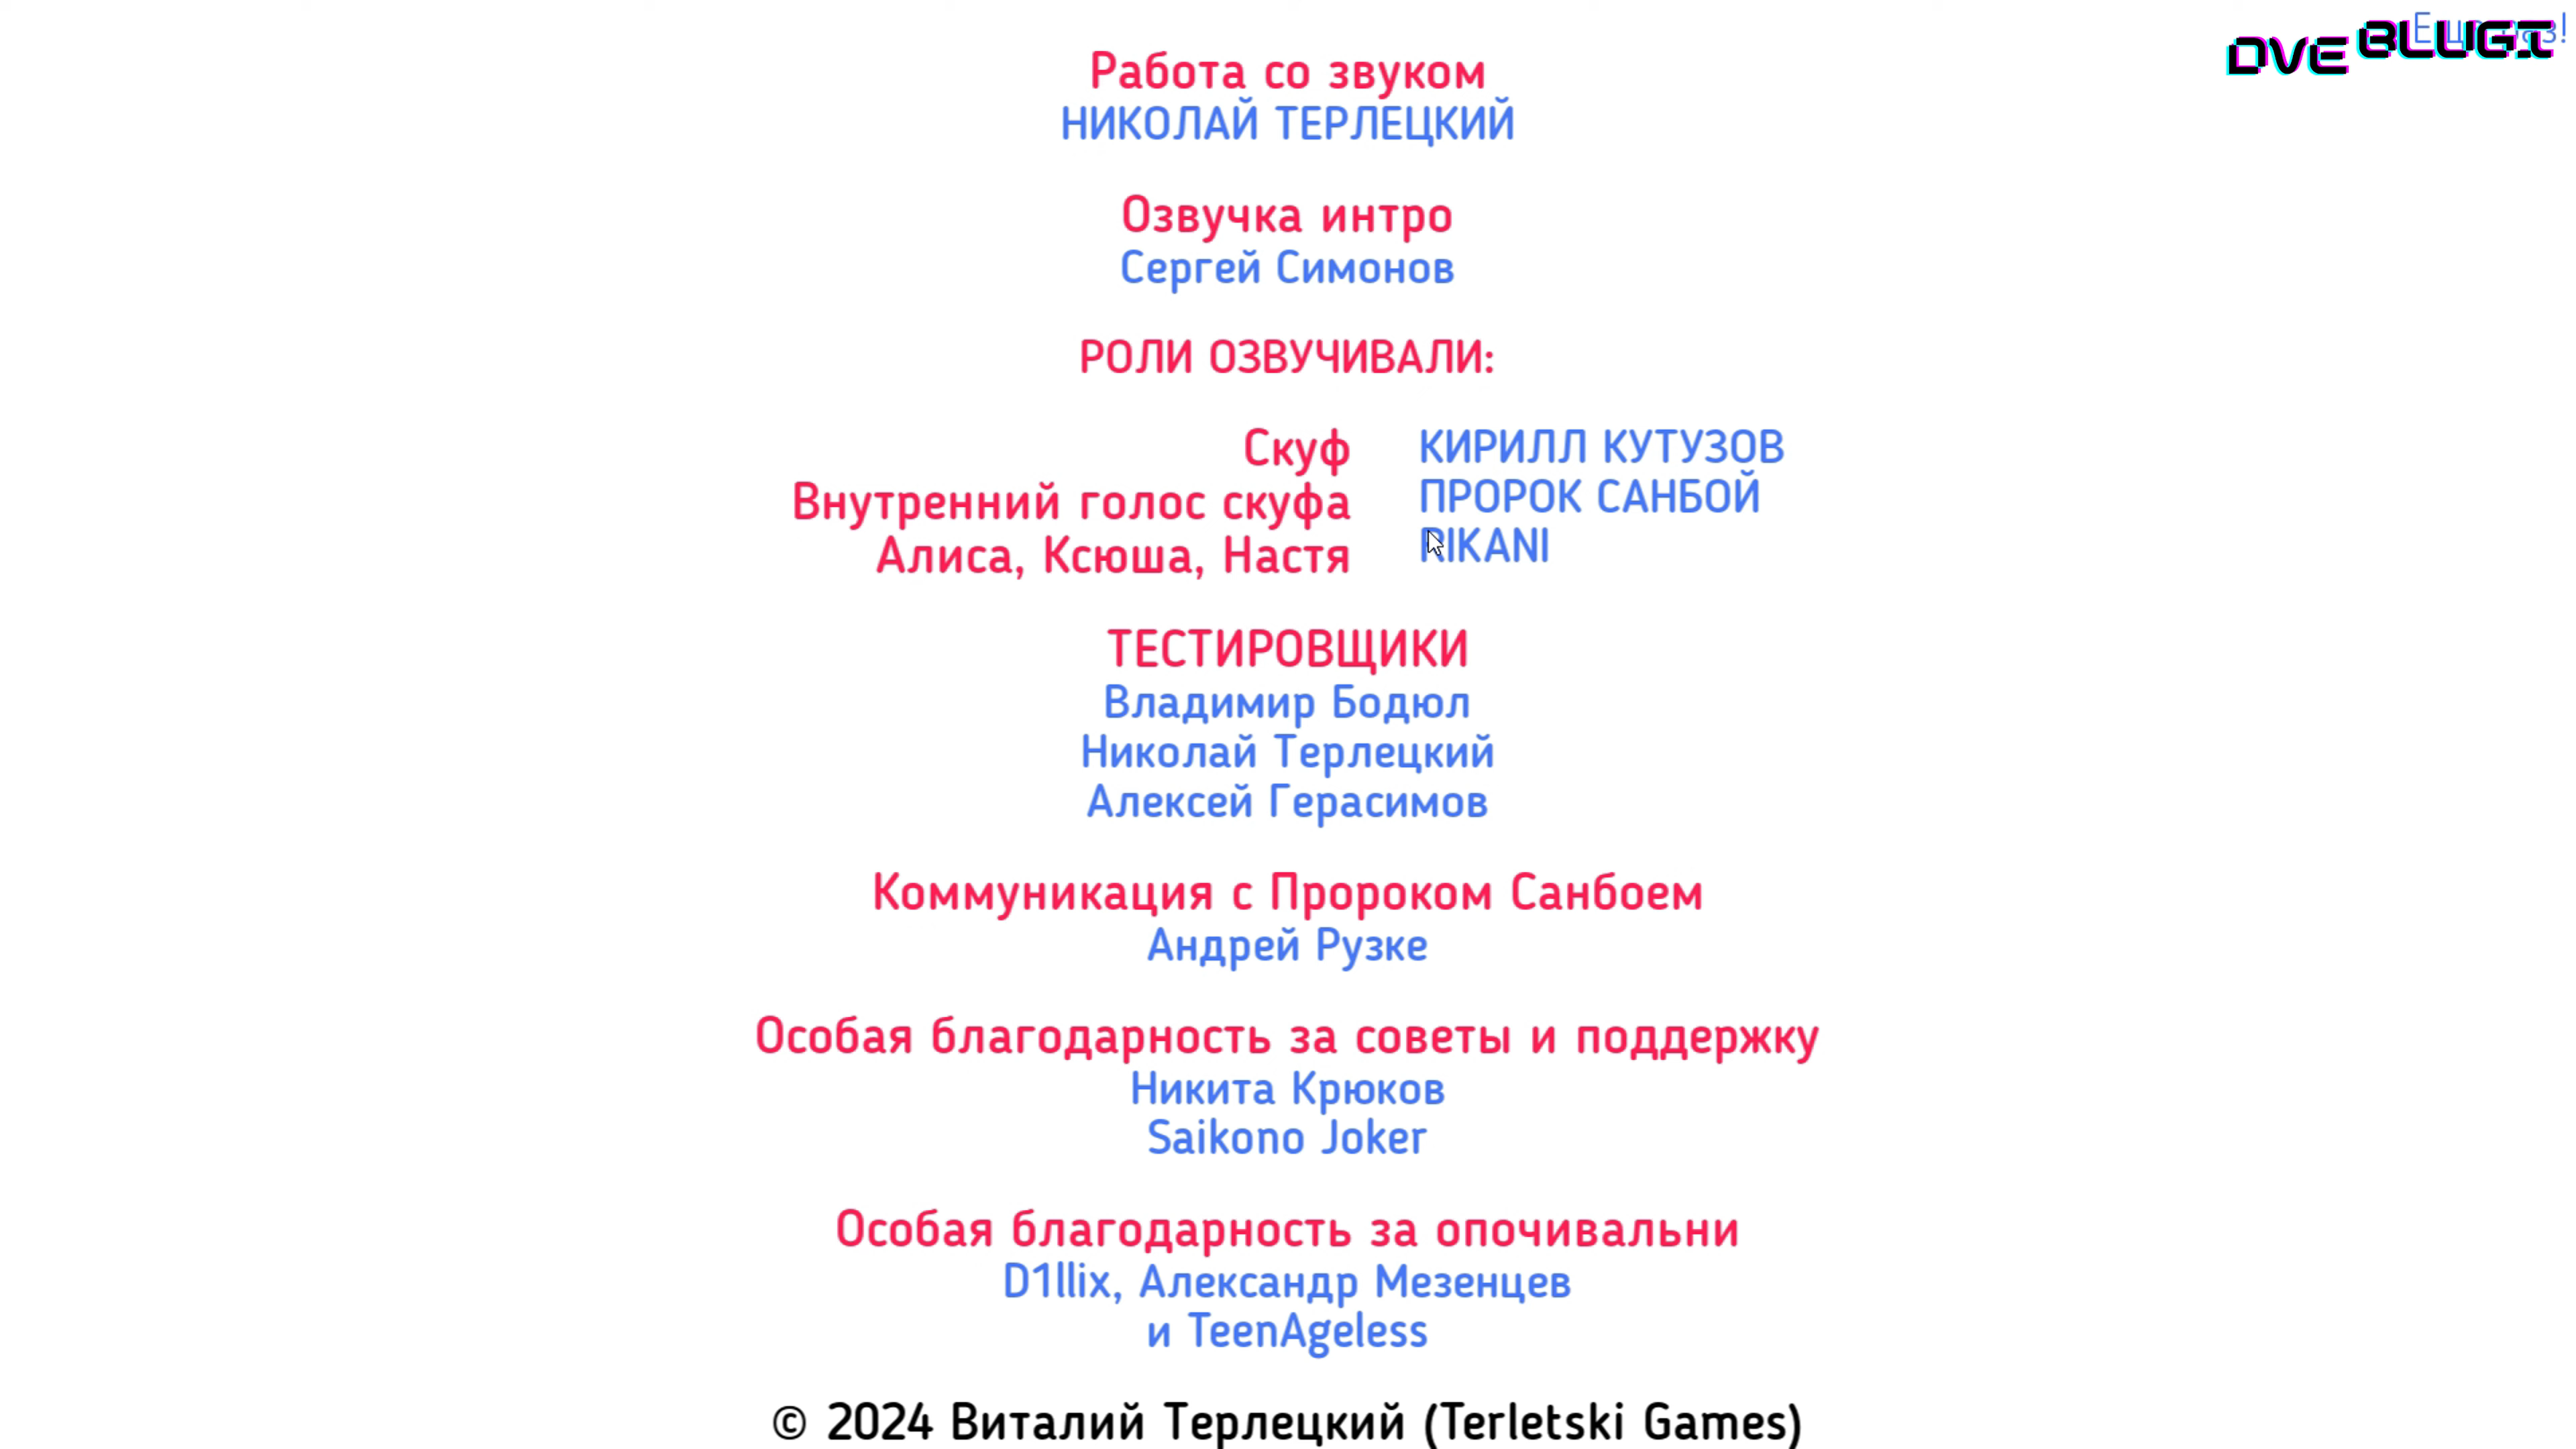 DVE BLUGI
Работа со звуком
НИКОЛАЙ ТЕРЛЕЦКИЙ
Озвучка интро
Сергей Симонов
РОЛИ ОЗВУЧИВАЛИ:
Скуф КИРИЛЛ КУТУЗОВ
Внутренний голос скуфа ПРОРОК САНБОЙ
Алиса, Ксюша, Настя RIKANI
ТЕСТИРОВЩИКИ
Владимир Бодюл
Николай Терлецкий
Алексей Герасимов
Коммуникация с Пророком Санбоем
Андрей Рузке
Особая благодарность за советы и поддержку
Никита Крюков
Saikono Joker
Особая благодарность за опочивальни
D1llix, Александр Мезенцев
и TeenAgeless
© 2024 Виталий Терлецкий (Terletski Games)